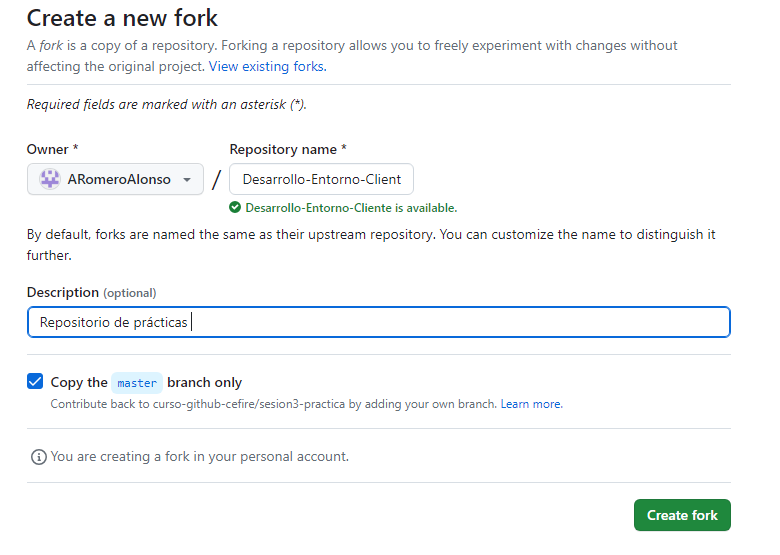 Create a new fork
A fork is a copy of a repository. Forking a repository allows you to freely experiment with changes without
affecting the original project. View existing forks.
Required fields are marked with an asterisk (*).
Owner *
Repository name *
ARomeroAlonso
/
Desarrollo-Entorno-Client
Desarrollo-Entorno-Cliente is available.
By default, forks are named the same as their upstream repository. You can customize the name to distinguish it
further.
Description (optional)
Repositorio de prácticas
Copy the master branch only
Contribute back to curso-github-cefire/sesion3-practica by adding your own branch. Learn more.
You are creating a fork in your personal account.
Create fork